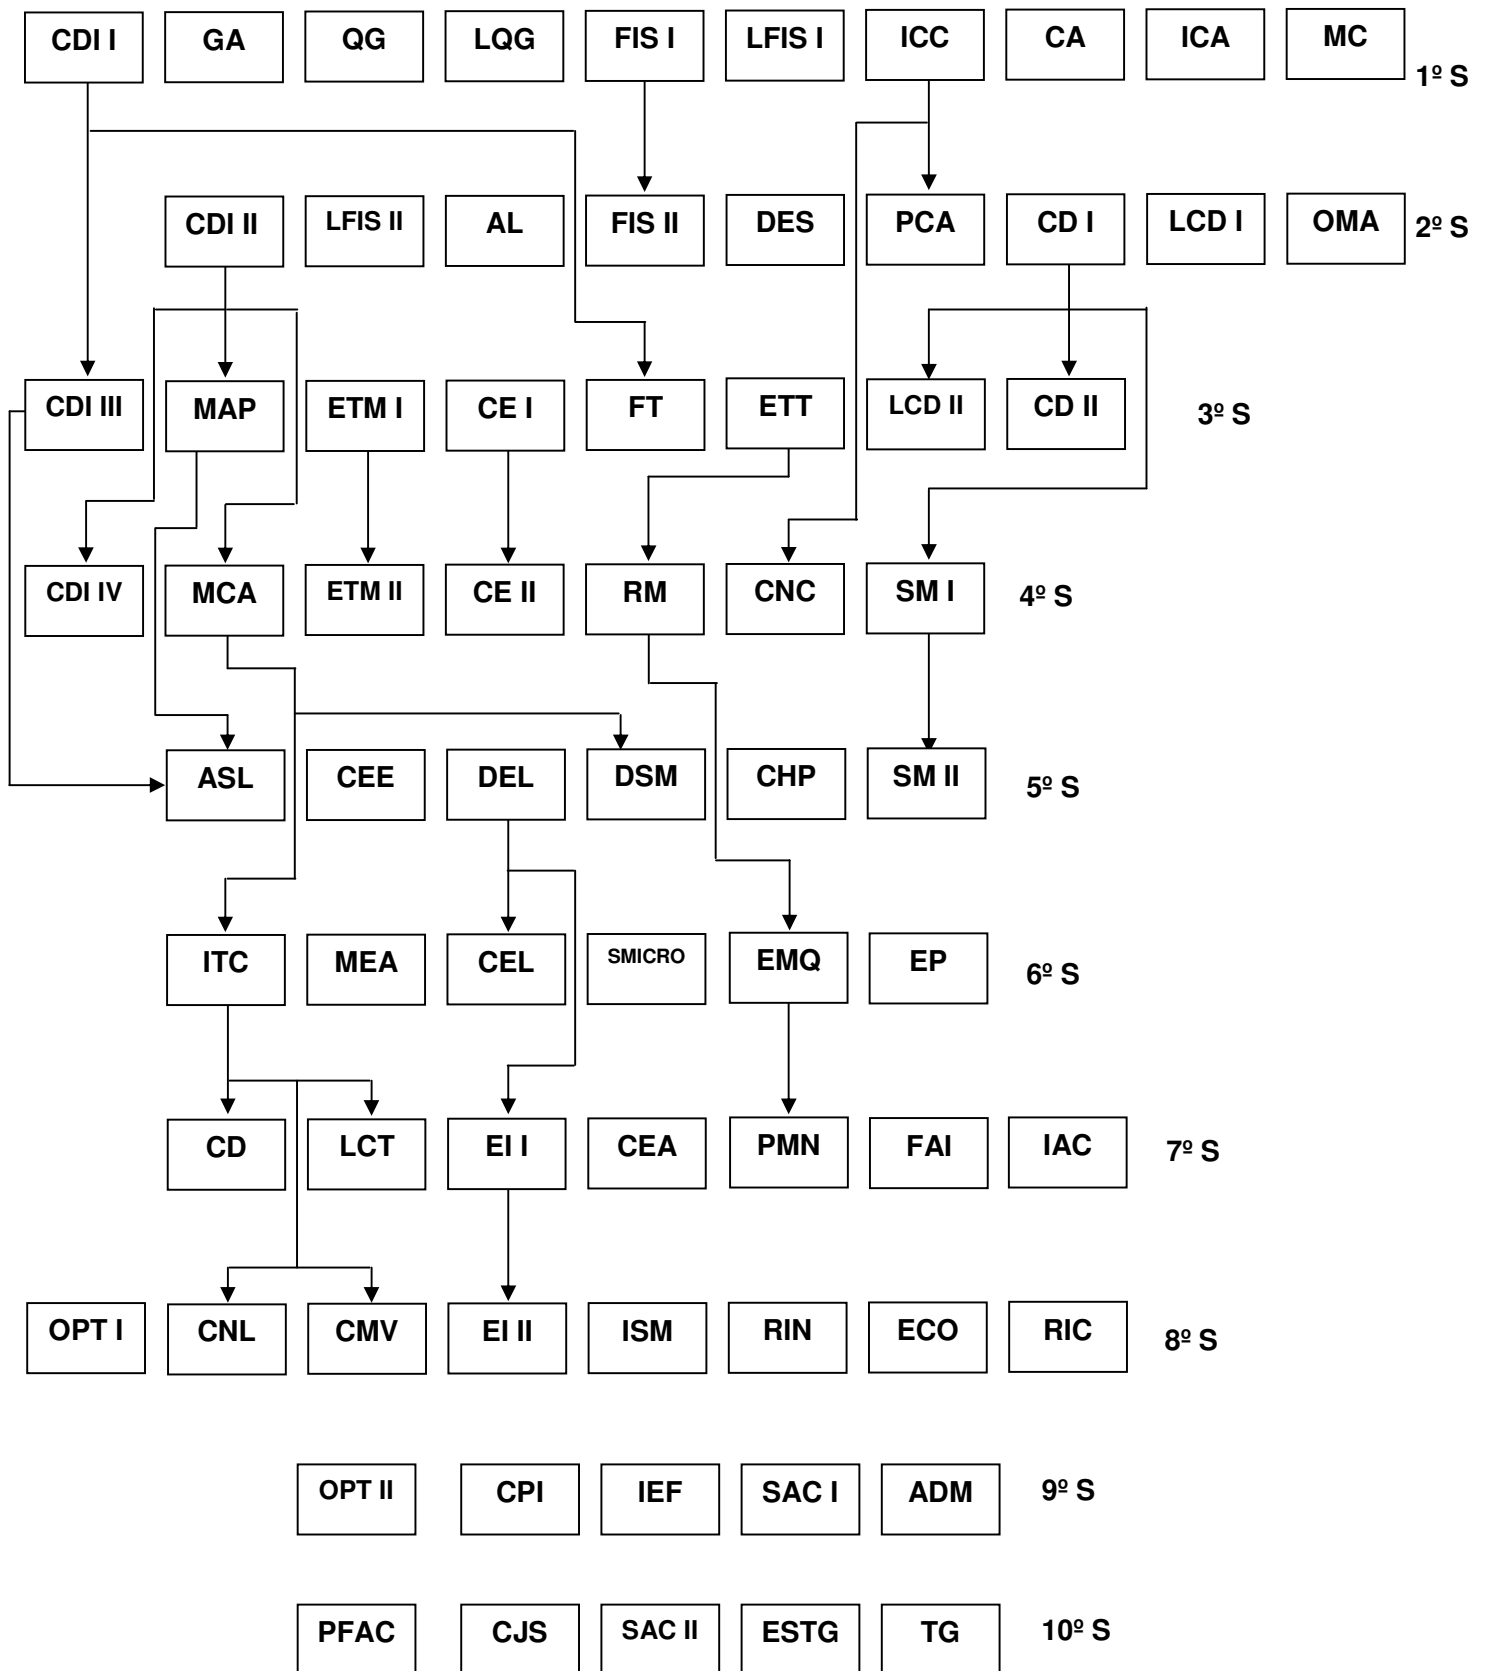 CDI I GA QG LQG FIS I LFIS I ICC CA ICA MC 1º S
CDI II LFIS II AL FIS II DES PCA CD I LCD I OMA 2º S
CDI III MAP ETM I CE I FT ETT LCD II CD II 3º S
CDI IV MCA ETM II CE II RM CNC SM I 4º S
ASL CEE DEL DSM CHP SM II 5º S
ITC MEA CEL SMICRO EMQ EP 6º S
CD LCT EI I CEA PMN FAI IAC 7º S
OPT I CNL CMV EI II ISM RIN ECO RIC 8º S
OPT II CPI IEF SAC I ADM 9º S
PFAC CJS SAC II ESTG TG 10º S